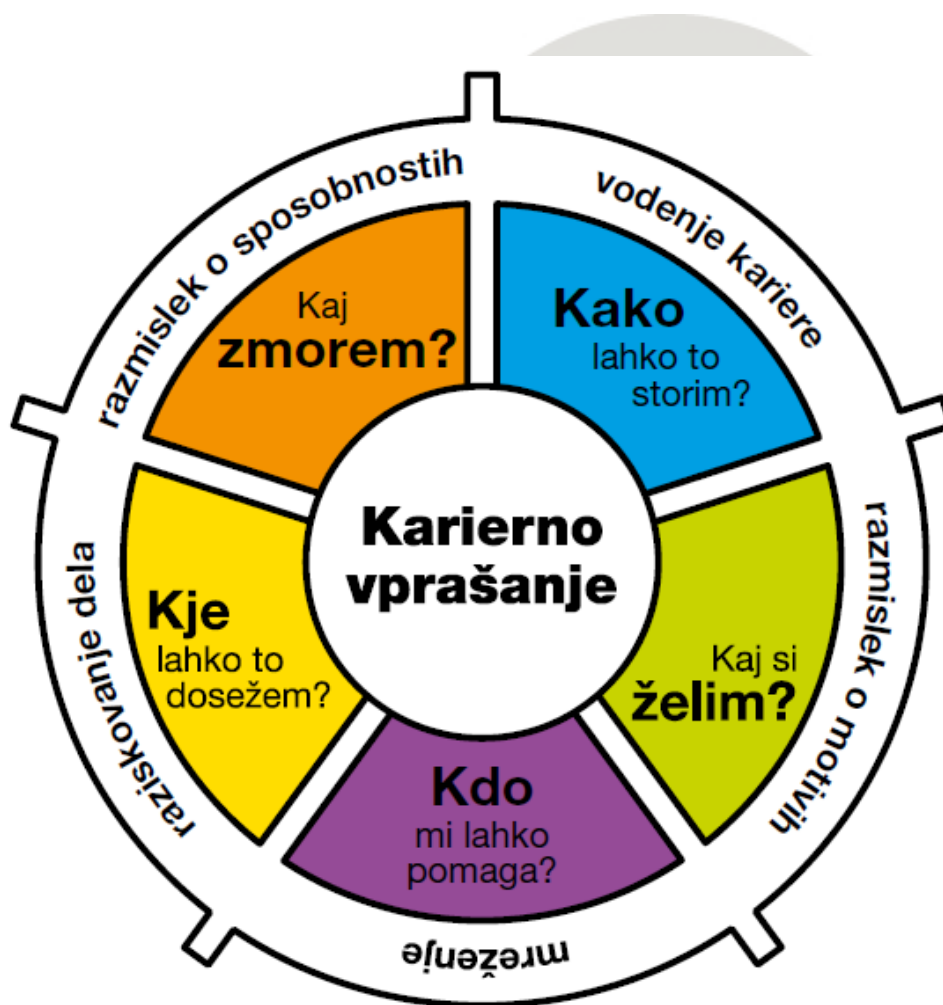 razmislek o sposobnostih
vodenje kariere
Kaj
zmorem?
Kako
lahko to
storim?
Karierno
vprašanje
Kje
lahko to
dosežem?
Kaj si
želim?
Kdo
mi lahko
pomaga?
raziskovanje dela
razmislek o motivih
mreženje